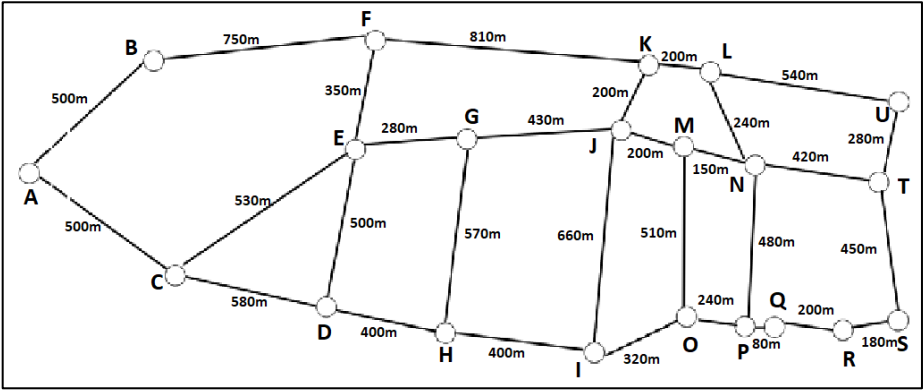 F
B
750m
810m
K
200m
L
540m
500m
350m
200m
U
G
430m
240m
280m
E
280m
J
200m
M
150m
N
420m
T
A
530m
500m
500m
570m
660m
510m
480m
450m
C
580m
240m
Q
200m
D
400m
H
400m
I
320m
O
P
80m
R
180m
S